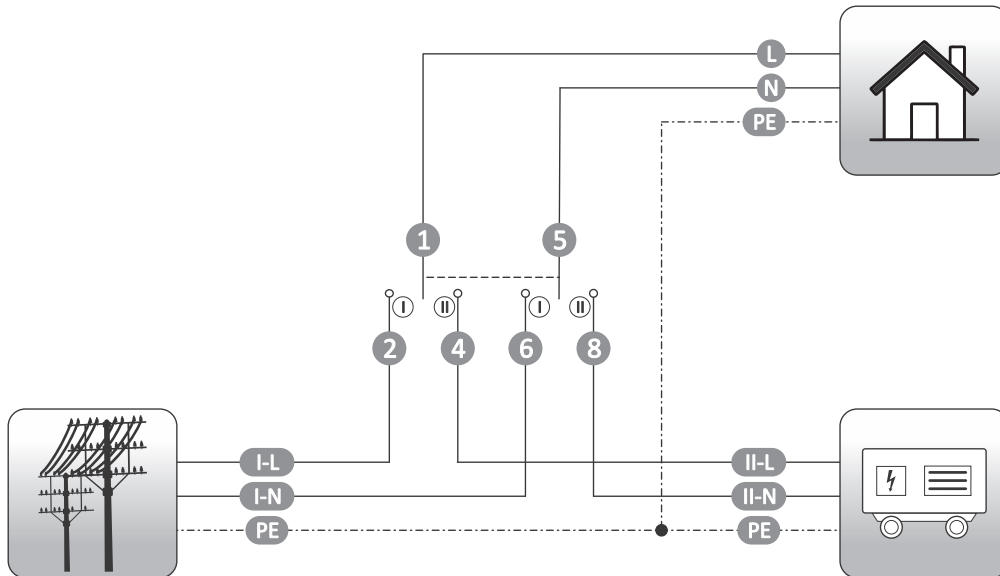 L
N
PE
1 5
I II I II
2 4 6 8
I-L II-L
I-N II-N
PE PE